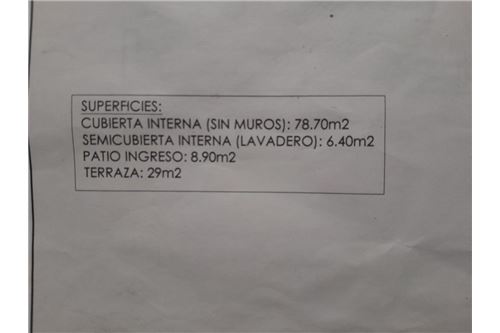 SUPERFICIES:
CUBIERTA INTERNA (SIN MUROS): 78.70m2
SEMICUBIERTA INTERNA (LAVADERO): 6.40m2
PATIO INGRESO: 8.90m2
TERRAZA: 29m2